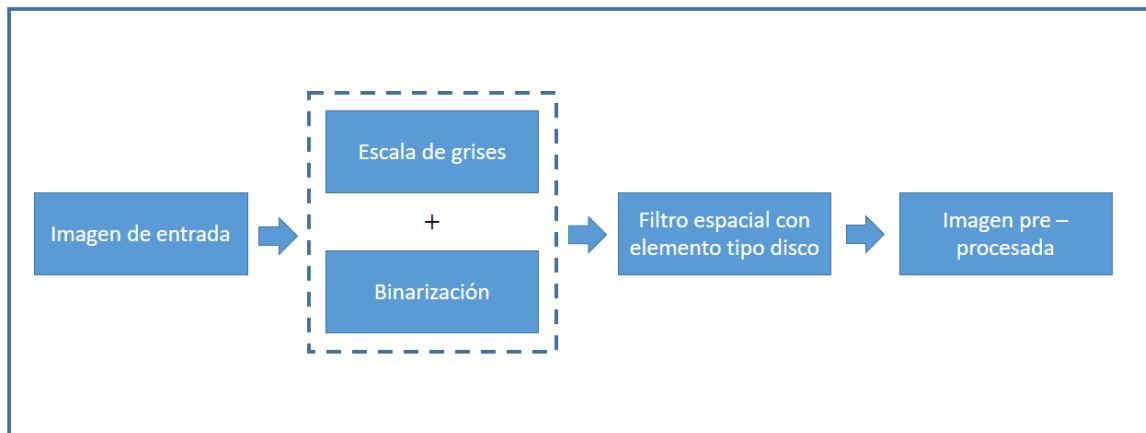 Imagen de entrada
Escala de grises
+
Binarización
Filtro espacial con
elemento tipo disco
Imagen pre –
procesada